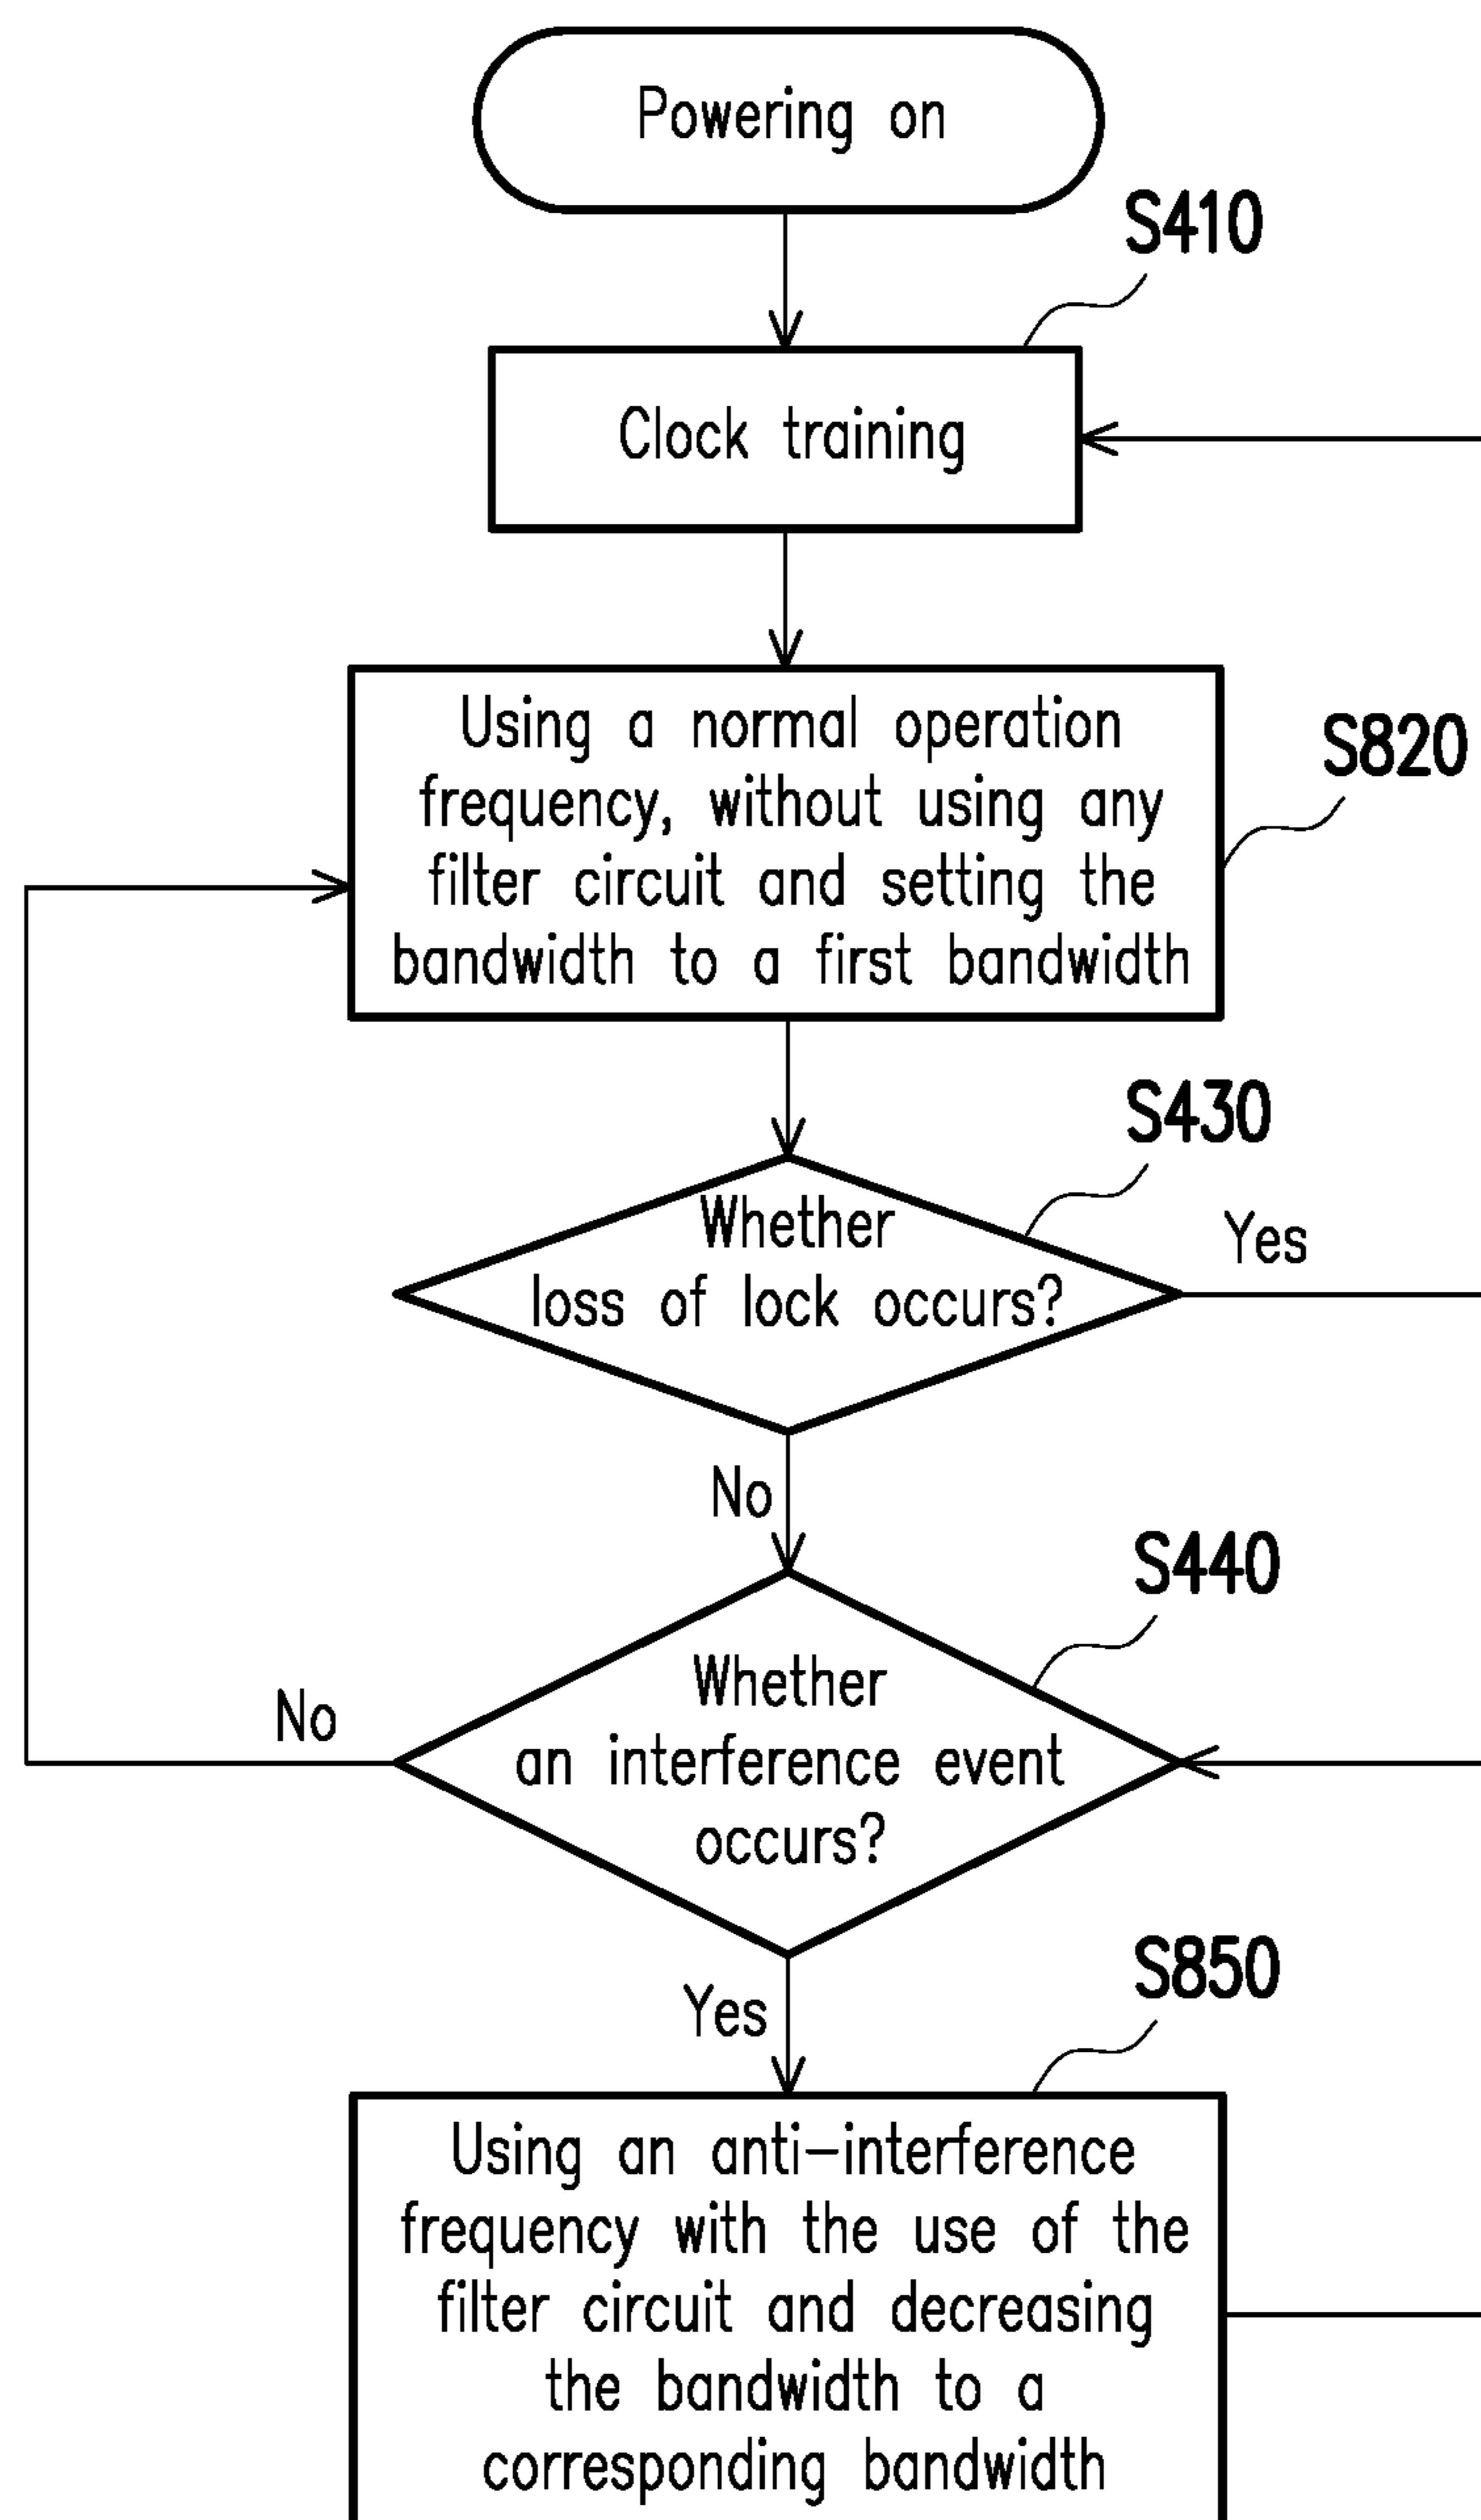 Powering on
S410
Clock training
Using a normal operation
frequency, without using any
filter circuit and setting the
bandwidth to a first bandwidth
S820
S430
Whether
loss of lock occurs?
Yes
No
S440
Whether
an interference event
occurs?
No
Yes
S850
Using an anti-interference
frequency with the use of the
filter circuit and decreasing
the bandwidth to a
corresponding bandwidth